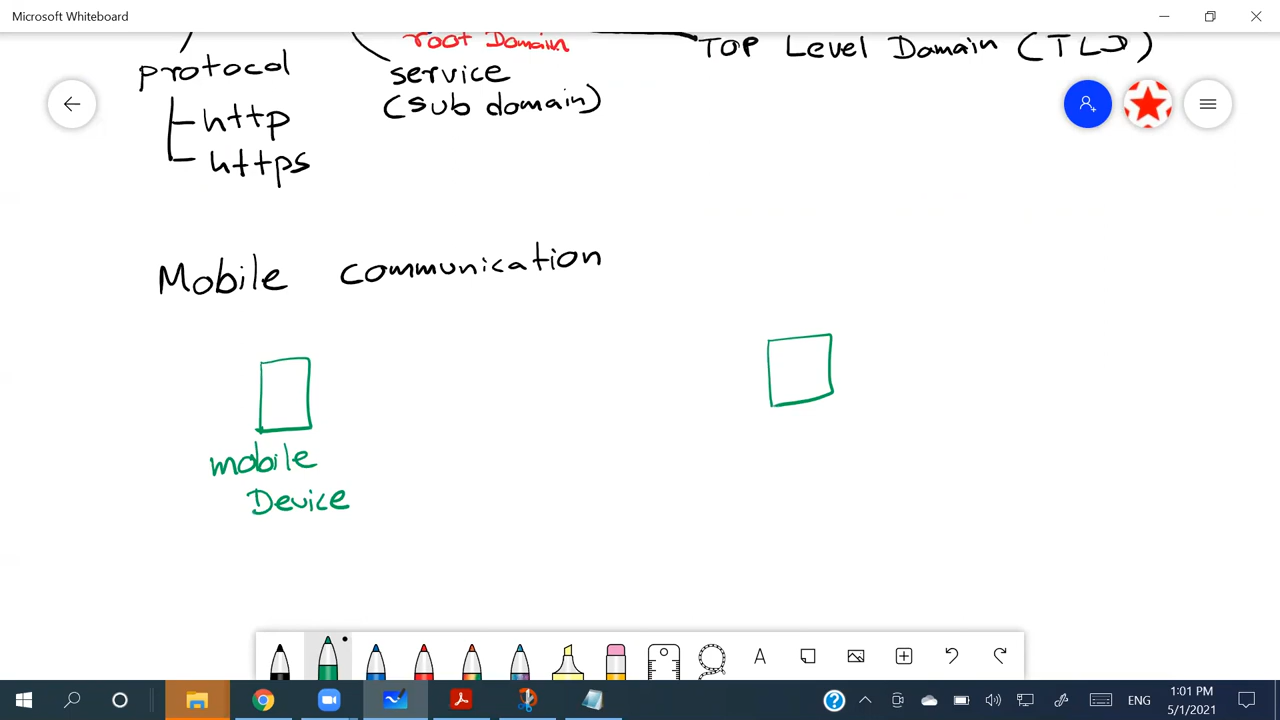 Microsoft Whiteboard
root Domain
TOP Level Domain (TLD)
protocol
service
(sub domain)
http
https
Mobile communication
mobile
Device
A
ENG
1:01 PM
5/1/2021